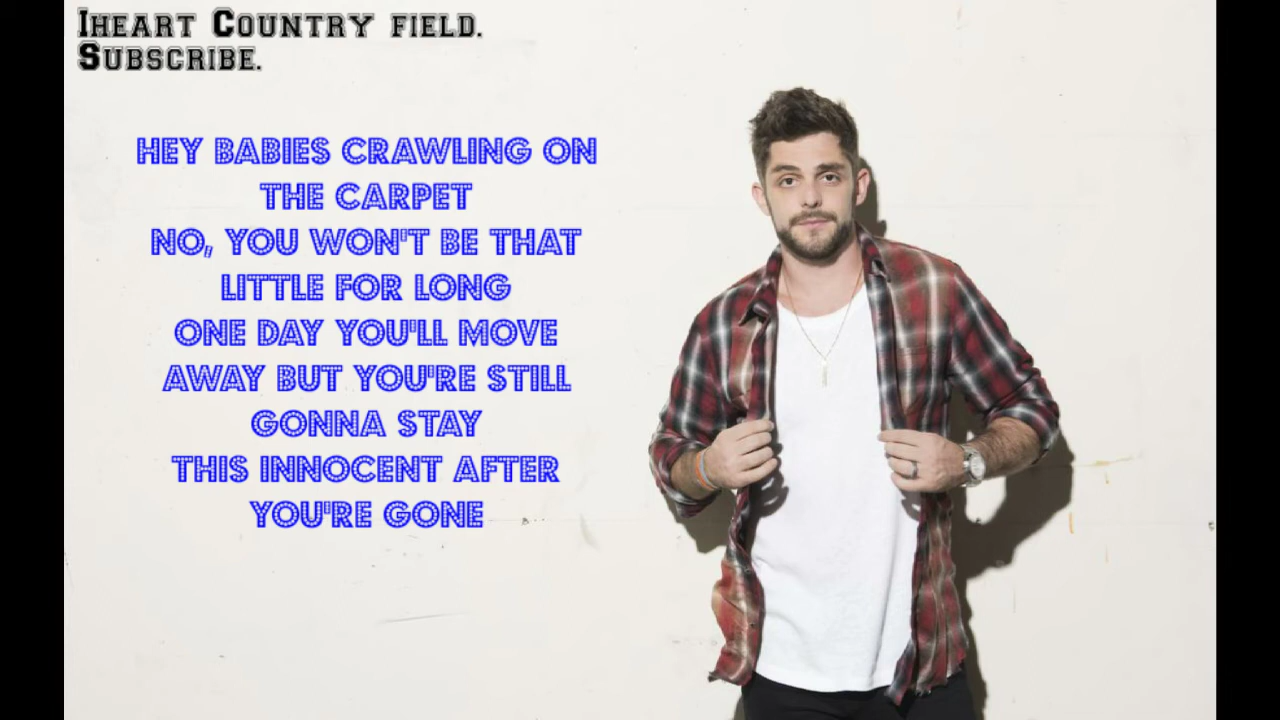 Iheart Country field.
Subscribe.
HEY BABIES CRAWLING ON
THE CARPET
NO, YOU WON'T BE THAT
LITTLE FOR LONG
ONE DAY YOU'LL MOVE
AWAY BUT YOU'RE STILL
GONNA STAY
THIS INNOCENT AFTER
YOU'RE GONE